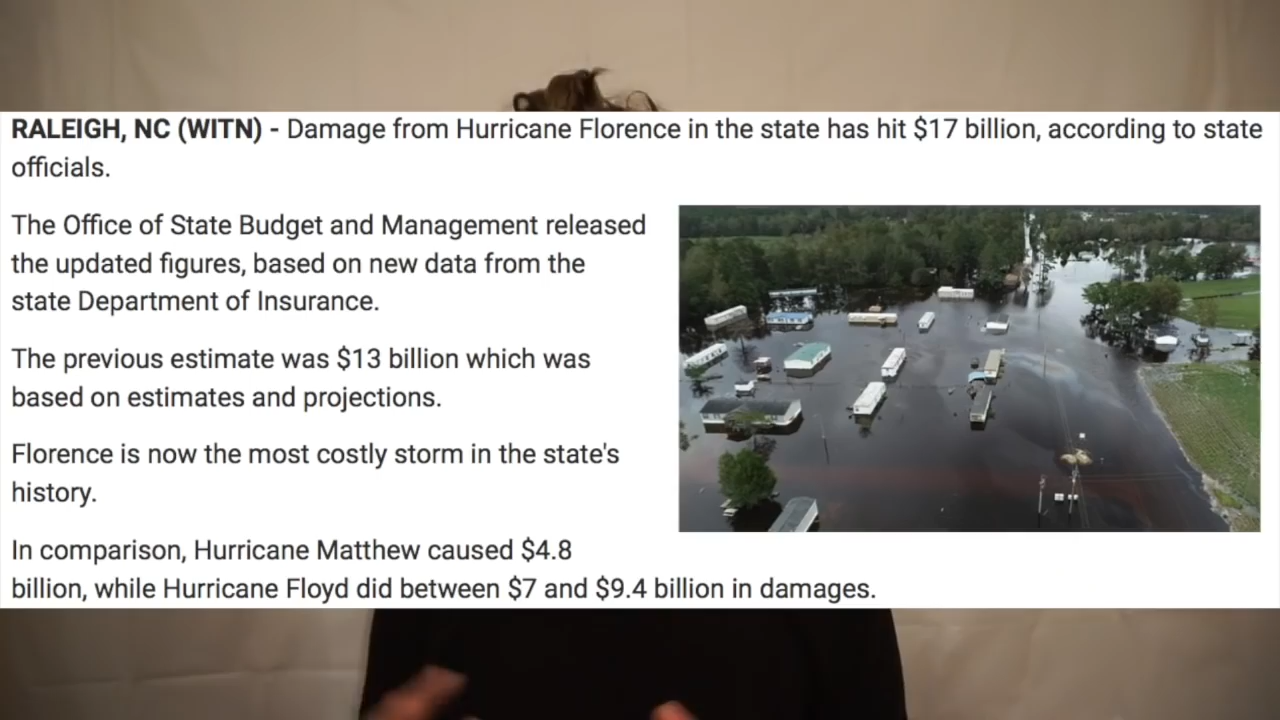 RALEIGH, NC (WITN) - Damage from Hurricane Florence in the state has hit $17 billion, according to state
officials.
The Office of State Budget and Management released
the updated figures, based on new data from the
state Department of Insurance.
The previous estimate was $13 billion which was
based on estimates and projections.
Florence is now the most costly storm in the state's
history.
In comparison, Hurricane Matthew caused $4.8
billion, while Hurricane Floyd did between $7 and $9.4 billion in damages.